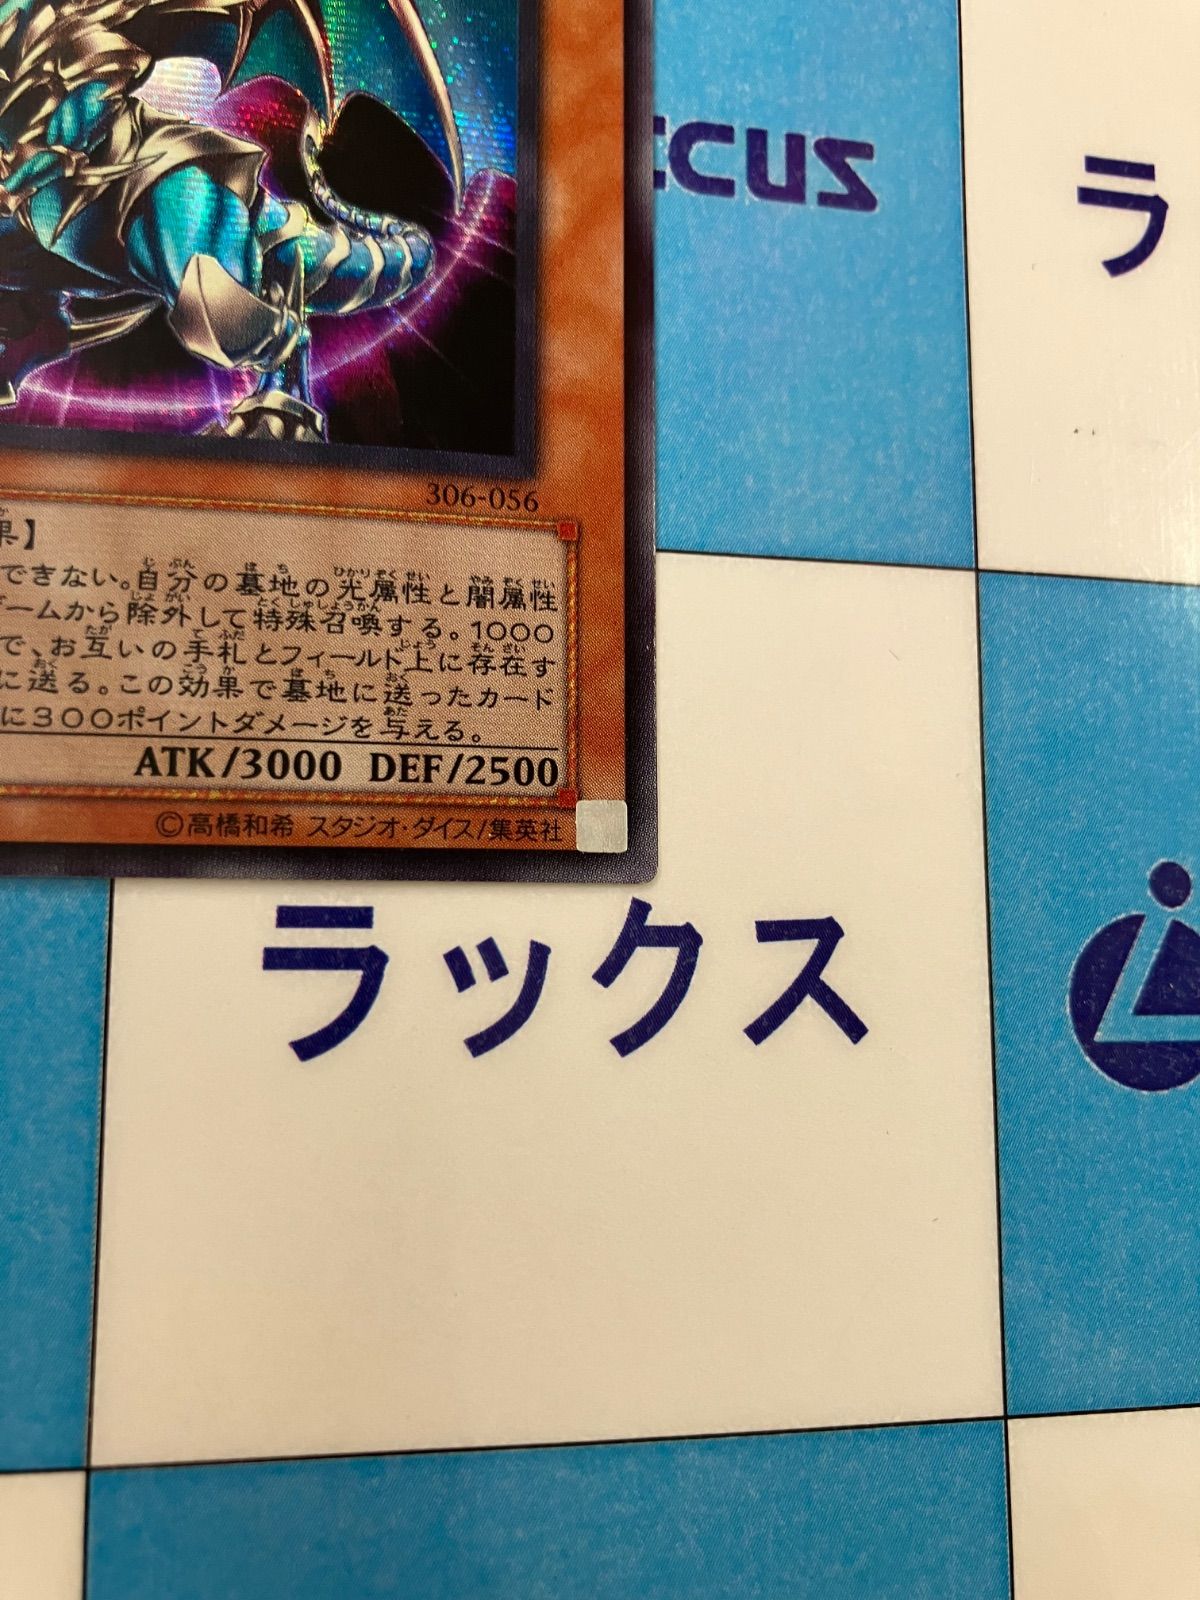 CUS
ラ
306-056
果】
できない。自分の墓地の光属性と闇属性
ームから除外して特殊召喚する。1000
で、お互いの手札とフィールド上に存在す
に送る。この効果で墓地に送ったカード
に300ポイントダメージを与える。
ATK/3000 DEF/2500
©高橋和希 スタジオ・ダイス/集英社
ラックス